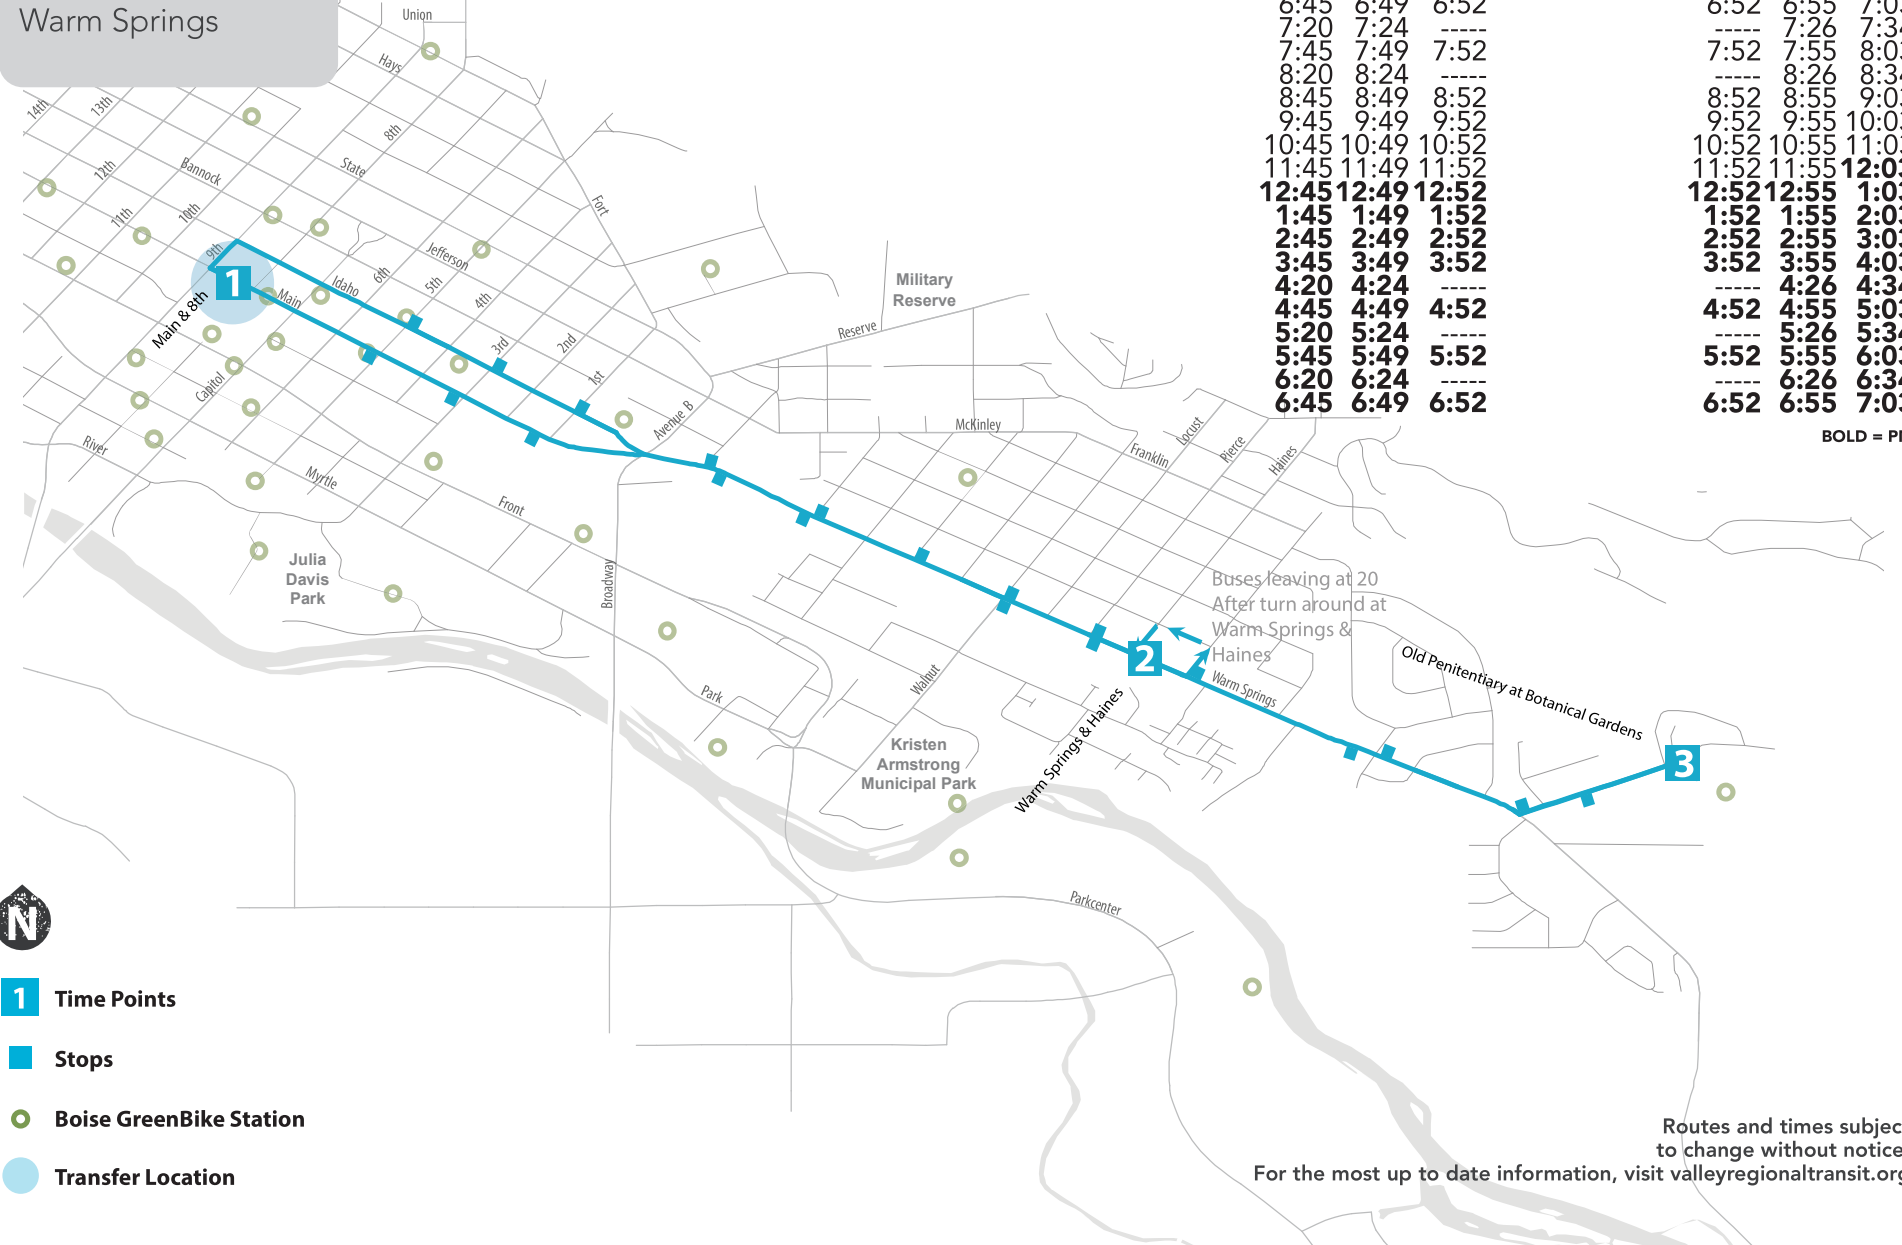 Warm Springs
6:45 6:49 6:52 6:52 6:55
7:20 7:24 ----- ----- 7:26
7:45 7:49 7:52 7:52 7:55
8:20 8:24 ----- ----- 8:26
8:45 8:49 8:52 8:52 8:55
9:45 9:49 9:52 9:52 9:55
10:45 10:49 10:52 10:52 10:55
11:45 11:49 11:52 11:52 11:55
12:45 12:49 12:52 12:52 12:55
1:45 1:49 1:52 1:52 1:55
2:45 2:49 2:52 2:52 2:55
3:45 3:49 3:52 3:52 3:55
4:20 4:24 ----- ----- 4:26
4:45 4:49 4:52 4:52 4:55
5:20 5:24 ----- ----- 5:26
5:45 5:49 5:52 5:52 5:55
6:20 6:24 ----- ----- 6:26
6:45 6:49 6:52 6:52 6:55
BOLD =
Union
Hays
14th
13th
8th
12th
Bannock
State
11th
10th
Fort
9th
Jefferson
1
Main
Idaho
6th
5th
4th
Military
Reserve
Main & 8th
Reserve
3rd
2nd
1st
Capitol
Avenue B
McKinley
Locust
River
Franklin
Pierce
Haines
Myrtle
Front
Julia
Davis
Park
Broadway
Buses leaving at 20
After turn around at
Warm Springs &
Haines
2
Old Penitentiary at Botanical Gardens
Walnut
Warm Springs
Park
Warm Springs & Haines
Kristen
Armstrong
Municipal Park
3
Parkcenter
N
1 Time Points
Stops
Boise GreenBike Station
Transfer Location
Routes and times
to change without notice
For the most up to date information, visit valleyregionaltransit.org